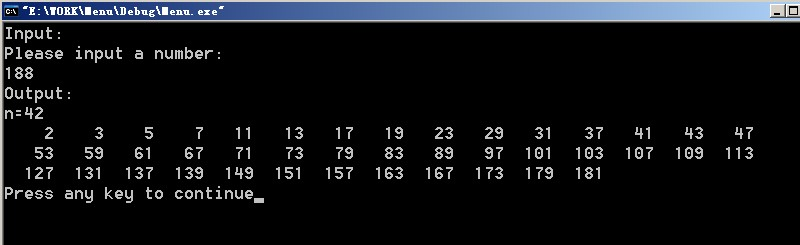 "E:\WORK\Menu\Debug\Menu.exe"
Input:
Please input a number:
188
Output:
n=42
2 3 5 7 11 13 17 19 23 29 31 37 41 43 47
53 59 61 67 71 73 79 83 89 97 101 103 107 109 113
127 131 137 139 149 151 157 163 167 173 179 181
Press any key to continue_